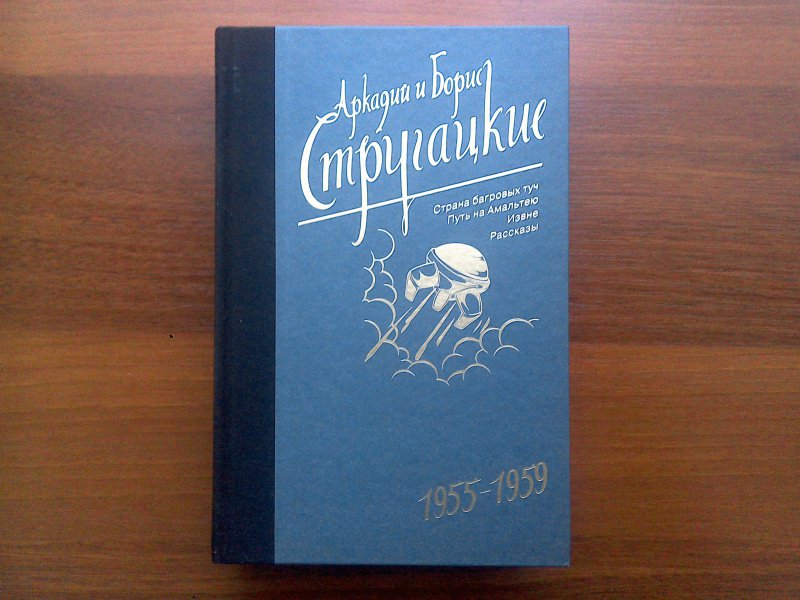 Аркадий и Борис
Стругацкие
Страна багровых туч
Путь на Амальтею
Извне
Рассказы
1955-1959